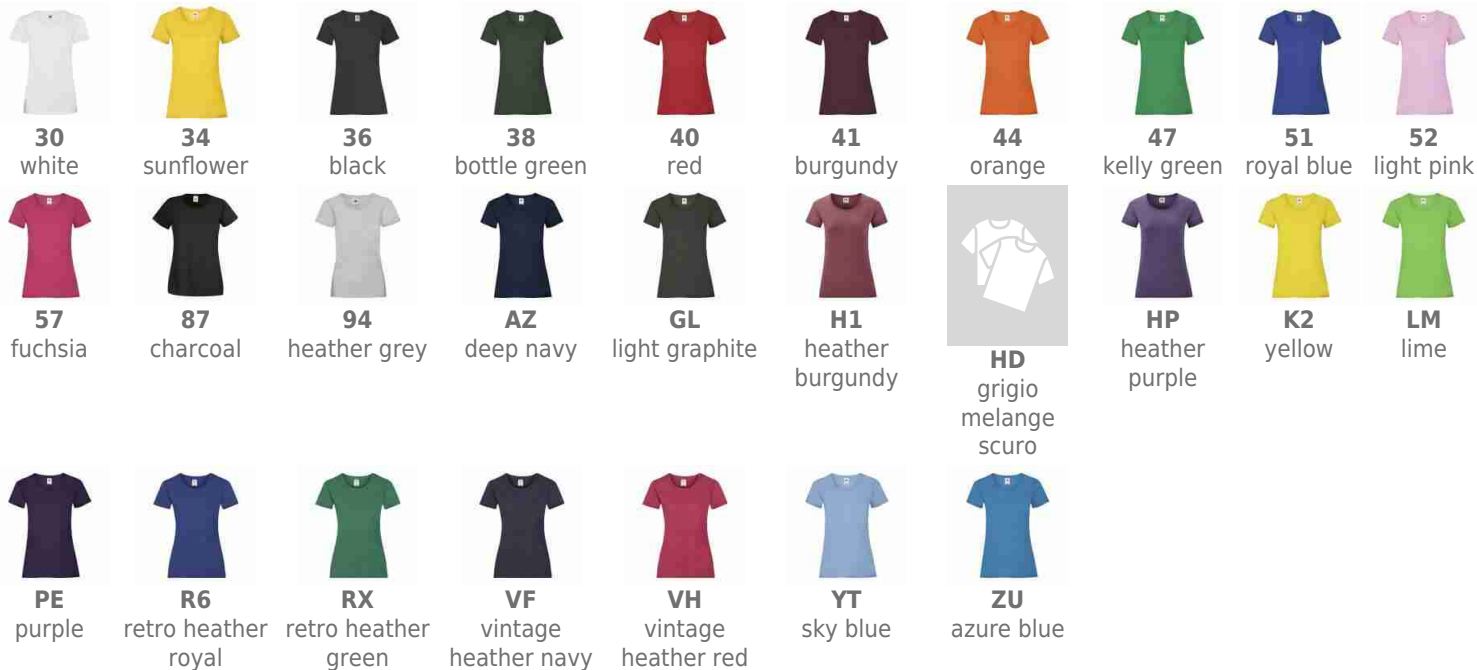 30
white
34
sunflower
36
black
38
bottle green
40
red
41
burgundy
44
orange
47
kelly green
51
royal blue
52
light pink
57
fuchsia
87
charcoal
94
heather grey
AZ
deep navy
GL
light graphite
H1
heather
burgundy
HD
grigio
melange
scuro
HP
heather
purple
K2
yellow
LM
lime
PE
purple
R6
retro heather
royal
RX
retro heather
green
VF
vintage
heather navy
VH
vintage
heather red
YT
sky blue
ZU
azure blue